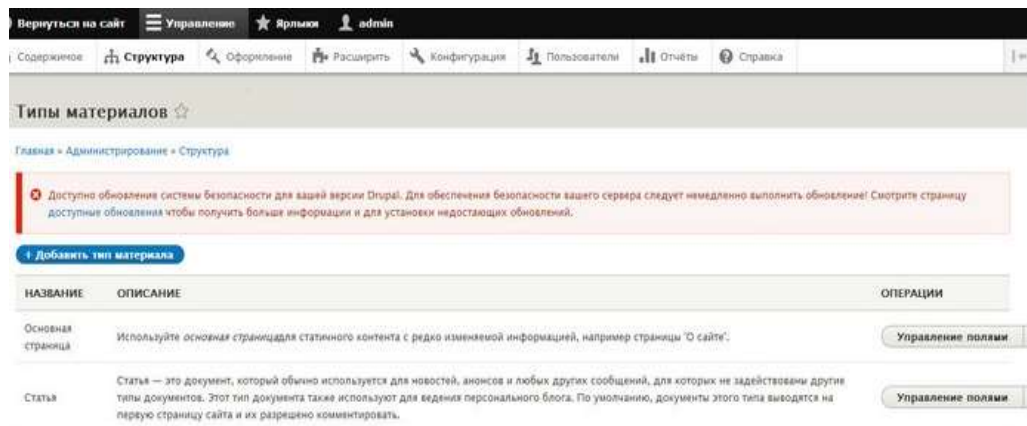 Вернуться на сайт Управление Ярлыки admin
Содержимое Структура Оформление Расширить Конфигурация Пользователи Отчёты Справка
Типы материалов
Главная » Администрирование » Структура
Доступно обновление системы безопасности для вашей версии Drupal. Для обеспечения безопасности вашего сервера следует немедленно выполнить обновление! Смотрите страницу
доступные обновления чтобы получить больше информации и для установки недостающих обновлений.
+ Добавить тип материала
НАЗВАНИЕ ОПИСАНИЕ ОПЕРАЦИИ
Основная
страница
Используйте основная страницадля статичного контента с редко изменяемой информацией, например страницы 'О сайте'.
Управление полями
Статья — это документ, который обычно используется для новостей, анонсов и любых других сообщений, для которых не задействованы другие
Статья
типы документов. Этот тип документа также используют для ведения персонального блога. По умолчанию, документы этого типа выводятся на
Управление полями
первую страницу сайта и их разрешено комментировать.